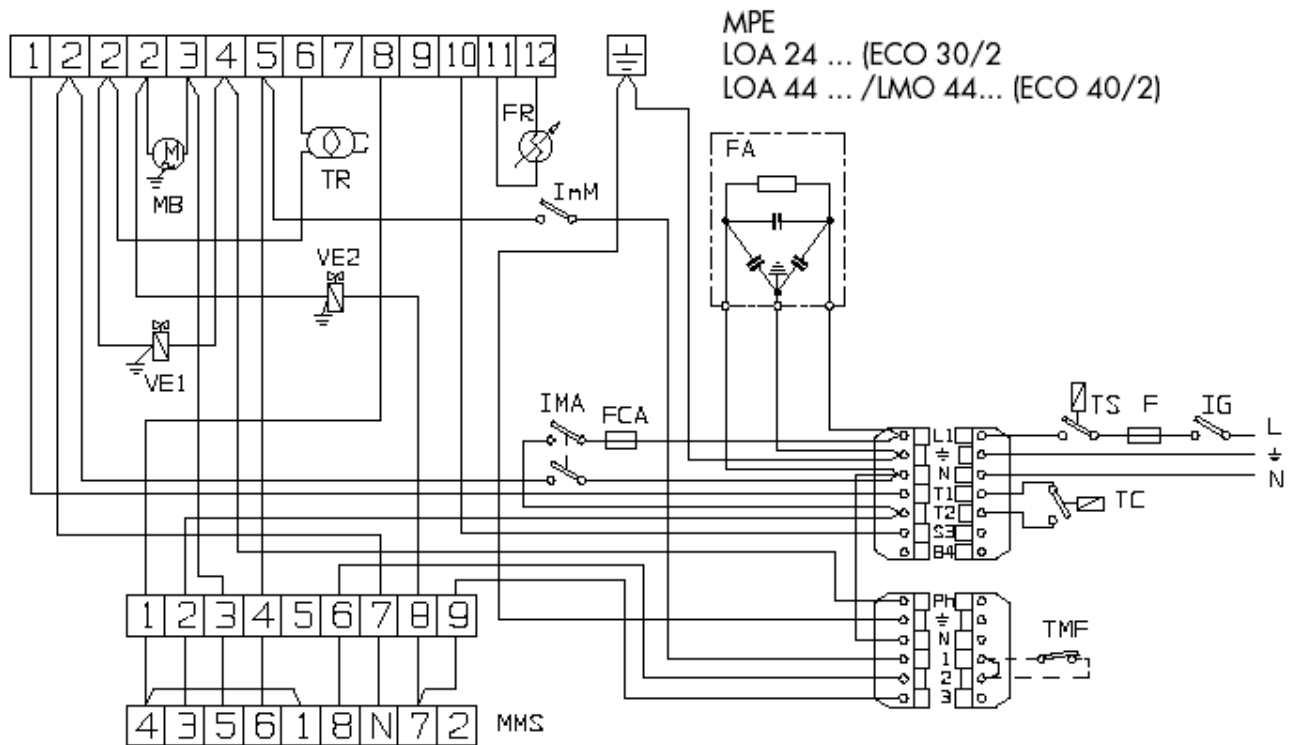 MPE
LOA 24 ... (ECO 30/2
LOA 44 ... /LMO 44... (ECO 40/2)
1 2 2 2 3 4 5 6 7 8 9 10 11 12
FR
FA
M
MB
TR
InM
VE2
VE1
IMA
FCA
TS
F
IG
L
N
L1
N
T1
T2
S3
B4
TC
1 2 3 4 5 6 7 8 9
Ph
N
1
2
3
TMF
4 3 5 6 1 8 N 7 2
MMS